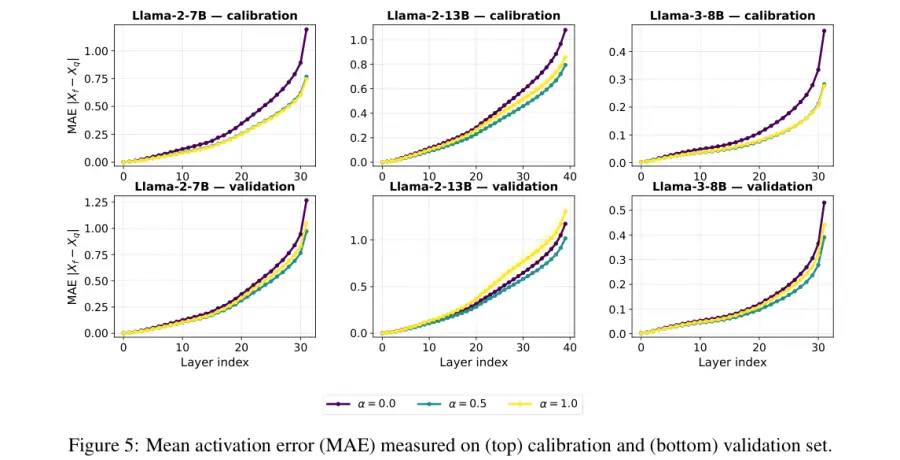 Llama-2-7B — calibration
Llama-2-13B — calibration
Llama-3-8B — calibration
MAE |X_f − X_q|
1.00
0.75
0.50
0.25
0.00
0 10 20 30
1.0
0.8
0.6
0.4
0.2
0.0
0 10 20 30 40
0.4
0.3
0.2
0.1
0.0
0 10 20 30
Llama-2-7B — validation
Llama-2-13B — validation
Llama-3-8B — validation
MAE |X_f − X_q|
1.25
1.00
0.75
0.50
0.25
0.00
0 10 20 30
Layer index
1.0
0.5
0.0
0 10 20 30 40
Layer index
0.5
0.4
0.3
0.2
0.1
0.0
0 10 20 30
Layer index
α = 0.0 α = 0.5 α = 1.0
Figure 5: Mean activation error (MAE) measured on (top) calibration and (bottom) validation set.